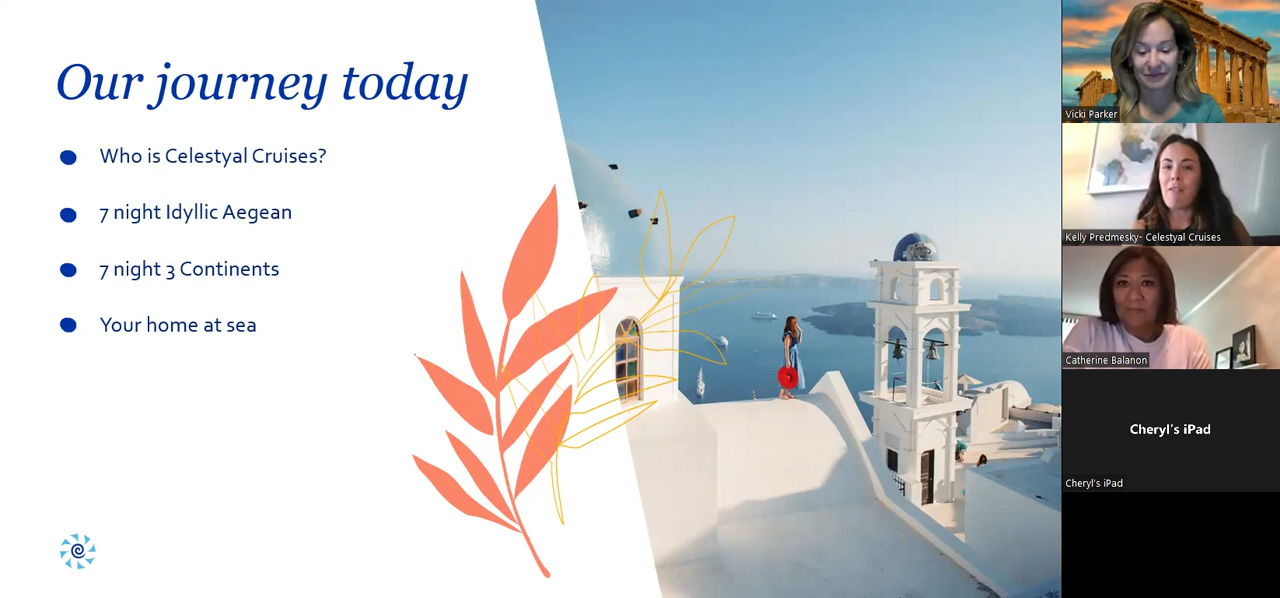 Our journey today
Who is Celestyal Cruises?
7 night Idyllic Aegean
7 night 3 Continents
Your home at sea
Vicki Parker
Kelly Predmesky- Celestyal Cruises
Catherine Balanon
Cheryl's iPad
Cheryl's iPad